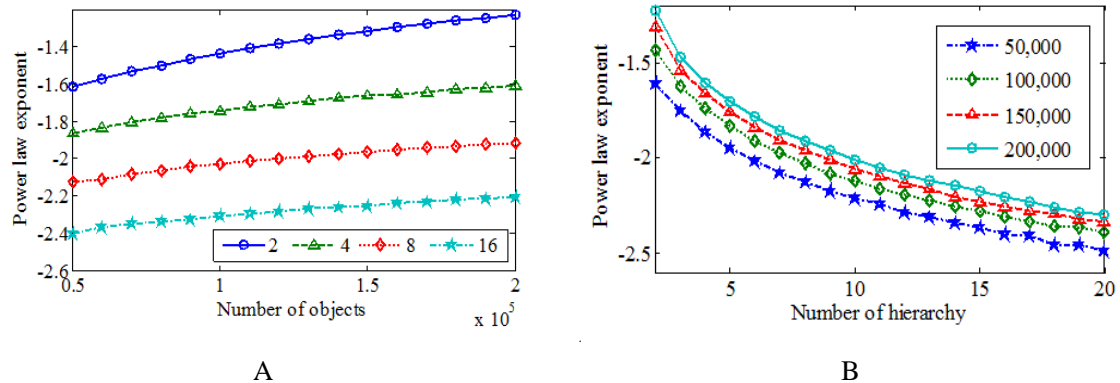 Power law exponent
-1.4
-1.6
-1.8
-2
-2.2
-2.4
-2.6
2 4 8 16
0.5 1 1.5 2
Number of objects
x 10^5
A
Power law exponent
-1.5
-2
-2.5
50,000
100,000
150,000
200,000
5 10 15 20
Number of hierarchy
B